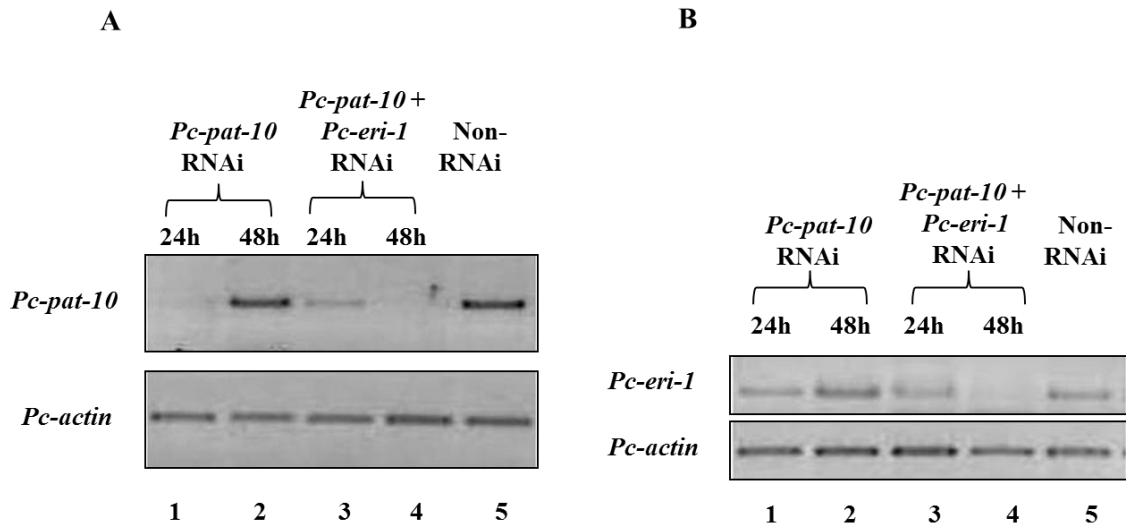 A
Pc-pat-10
RNAi
Pc-pat-10 +
Pc-eri-1
RNAi
Non-
RNAi
24h 48h 24h 48h
Pc-pat-10
Pc-actin
1 2 3 4 5
B
Pc-pat-10
RNAi
Pc-pat-10 +
Pc-eri-1
RNAi
Non-
RNAi
24h 48h 24h 48h
Pc-eri-1
Pc-actin
1 2 3 4 5